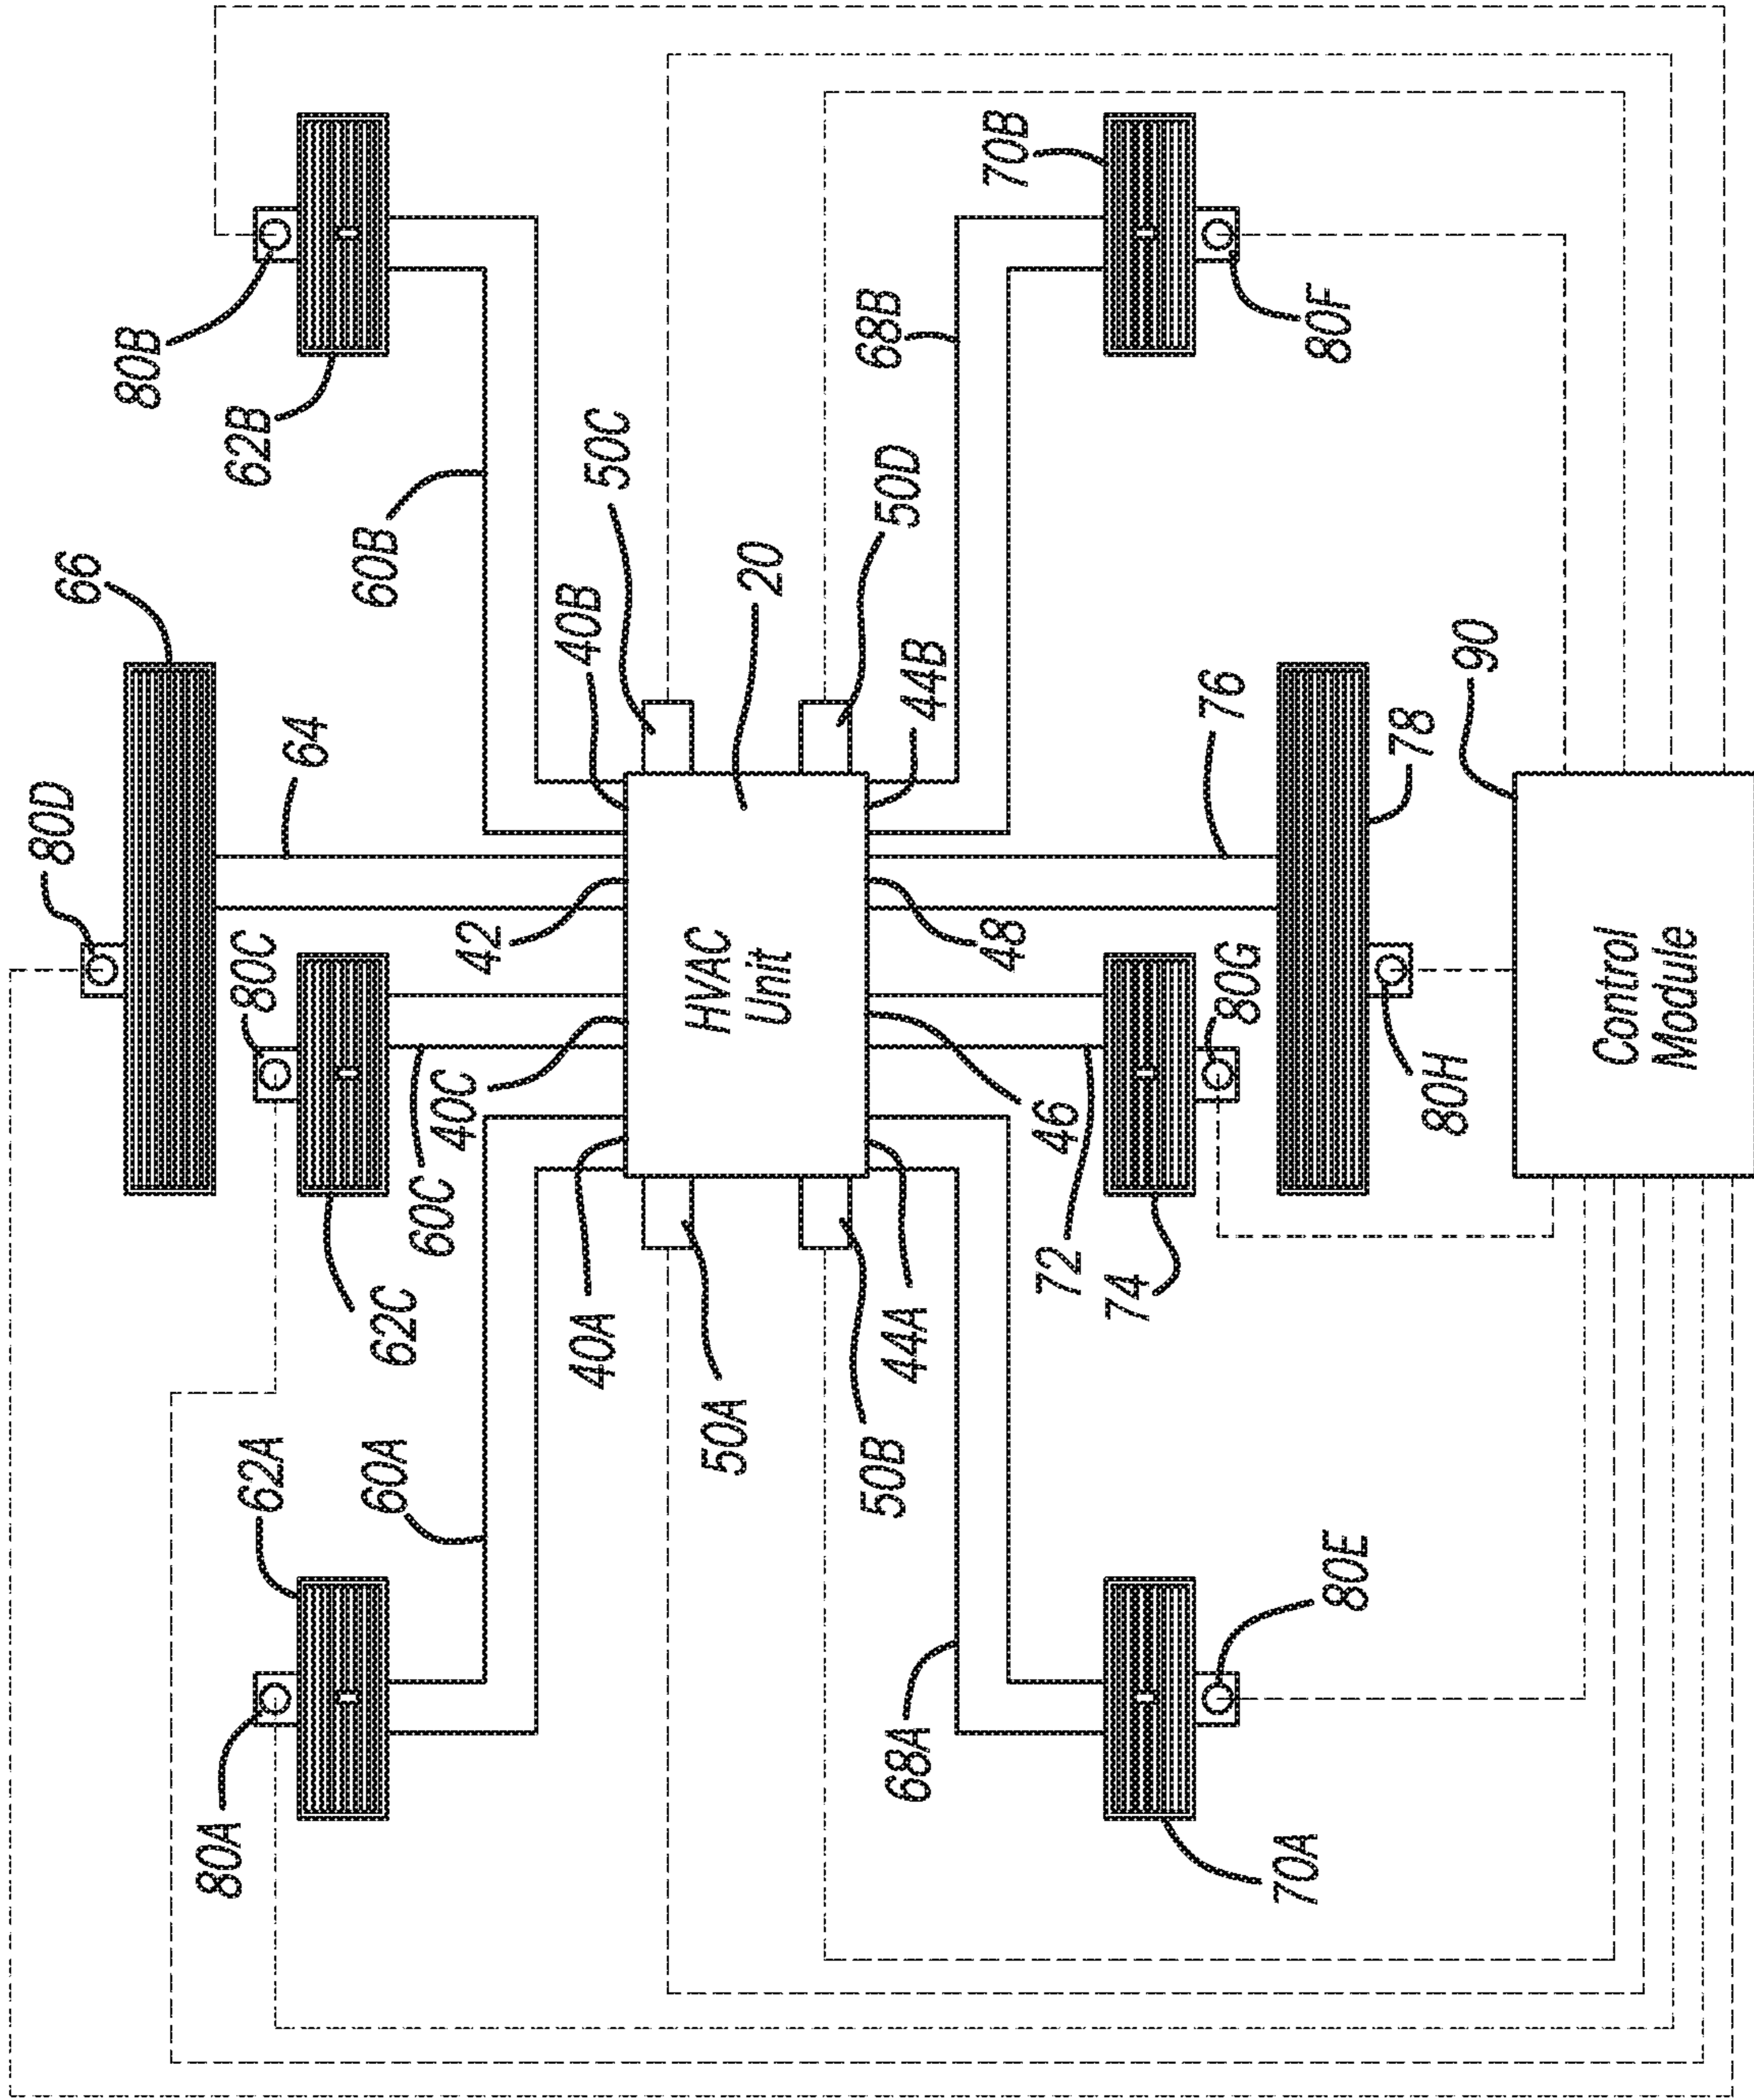 80A
62A
60A
80D
66
64
80C
62C
60C
40C
40A
42
80B
62B
60B
40B
50C
50A
50B
HVAC
Unit
20
50D
44A
46
48
44B
68A
68B
70A
80E
72
74
80G
76
78
80H
70B
80F
Control
Module
90